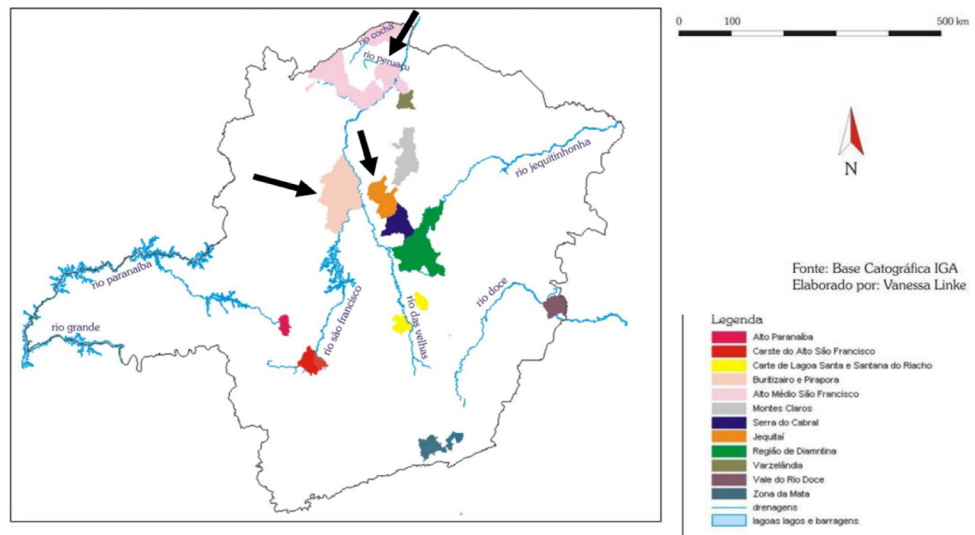 0 100 500 km
N
rio cochá
rio peruaçu
rio jequitinhonha
rio paranaíba
rio grande
rio são francisco
rio das velhas
rio doce
Fonte: Base Catográfica IGA
Elaborado por: Vanessa Linke
Legenda
Alto Paranaiba
Carste do Alto São Francisco
Carte de Lagoa Santa e Santana do Riacho
Buritizairo e Pirapora
Alto Médio São Francisco
Montes Claros
Serra do Cabral
Jequitaí
Região de Diamntina
Varzelândia
Vale do Rio Doce
Zona da Mata
drenagens
lagoas lagos e barragens